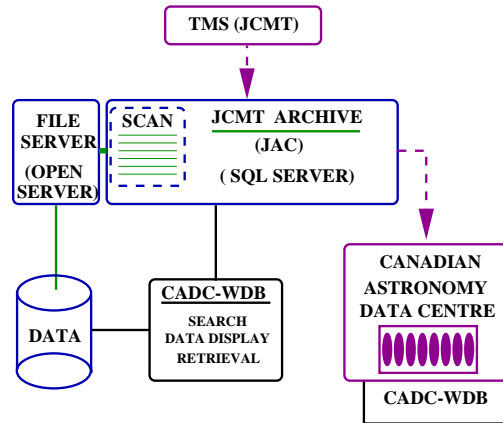 TMS (JCMT)
FILE
SERVER
(OPEN
SERVER)
SCAN
JCMT ARCHIVE
(JAC)
( SQL SERVER)
DATA
CADC-WDB
SEARCH
DATA DISPLAY
RETRIEVAL
CANADIAN
ASTRONOMY
DATA CENTRE
CADC-WDB